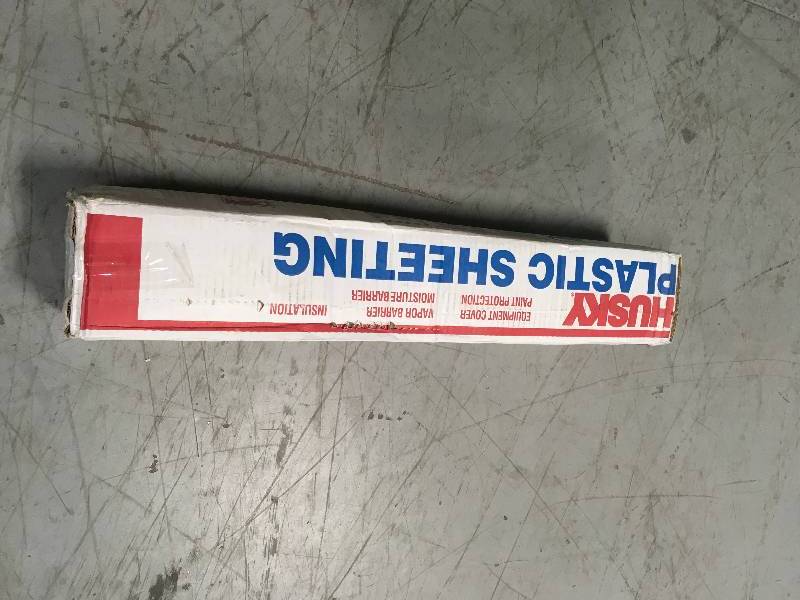 HUSKY®
PLASTIC SHEETING
EQUIPMENT COVER
PAINT PROTECTION
VAPOR BARRIER
MOISTURE BARRIER
INSULATION